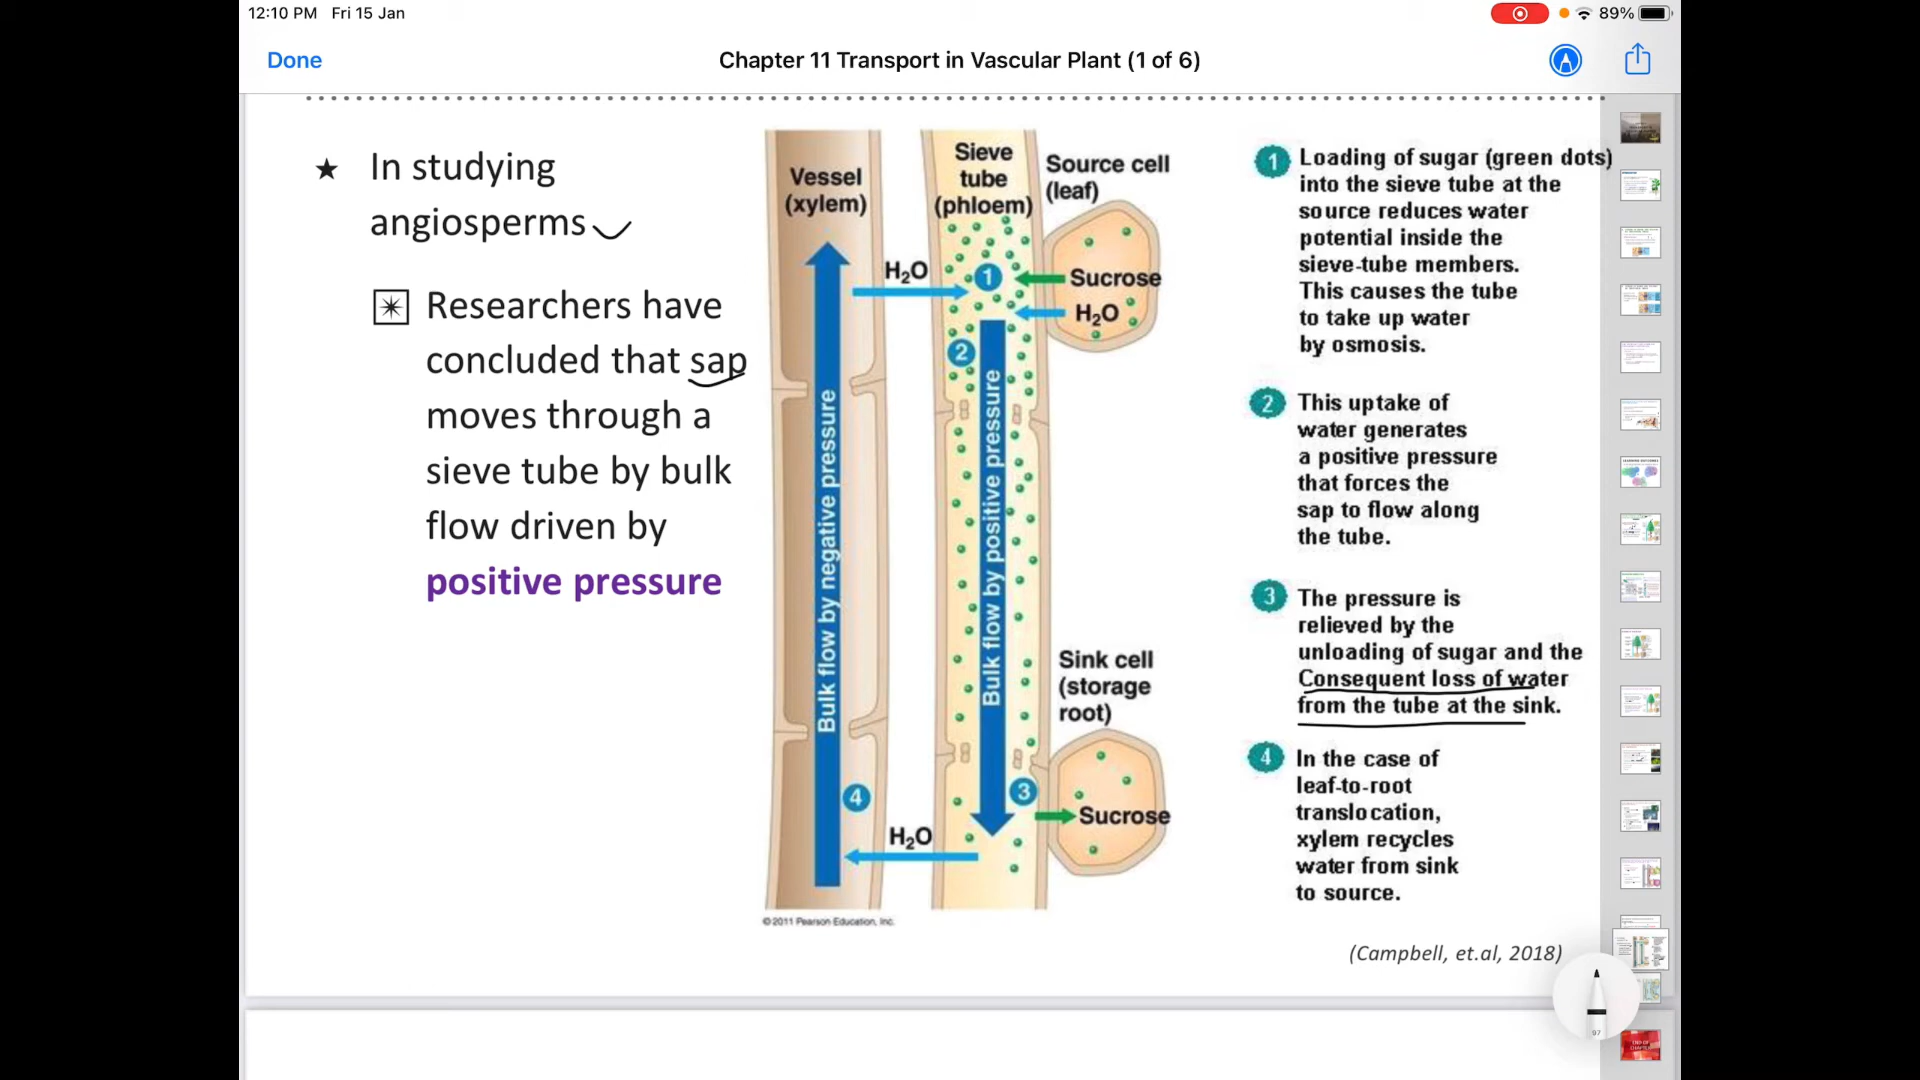 12:10 PM Fri 15 Jan
89%
Done
Chapter 11 Transport in Vascular Plant (1 of 6)
★ In studying
angiosperms
Researchers have
concluded that sap
moves through a
sieve tube by bulk
flow driven by
positive pressure
Vessel
(xylem)
Sieve
tube
(phloem)
Source cell
(leaf)
H₂O
1
Sucrose
H₂O
2
Bulk flow by negative pressure
Bulk flow by positive pressure
Sink cell
(storage
root)
4
3
Sucrose
H₂O
© 2011 Pearson Education, Inc.
1 Loading of sugar (green dots)
into the sieve tube at the
source reduces water
potential inside the
sieve-tube members.
This causes the tube
to take up water
by osmosis.
2 This uptake of
water generates
a positive pressure
that forces the
sap to flow along
the tube.
3 The pressure is
relieved by the
unloading of sugar and the
Consequent loss of water
from the tube at the sink.
4 In the case of
leaf-to-root
translocation,
xylem recycles
water from sink
to source.
(Campbell, et.al, 2018)
97